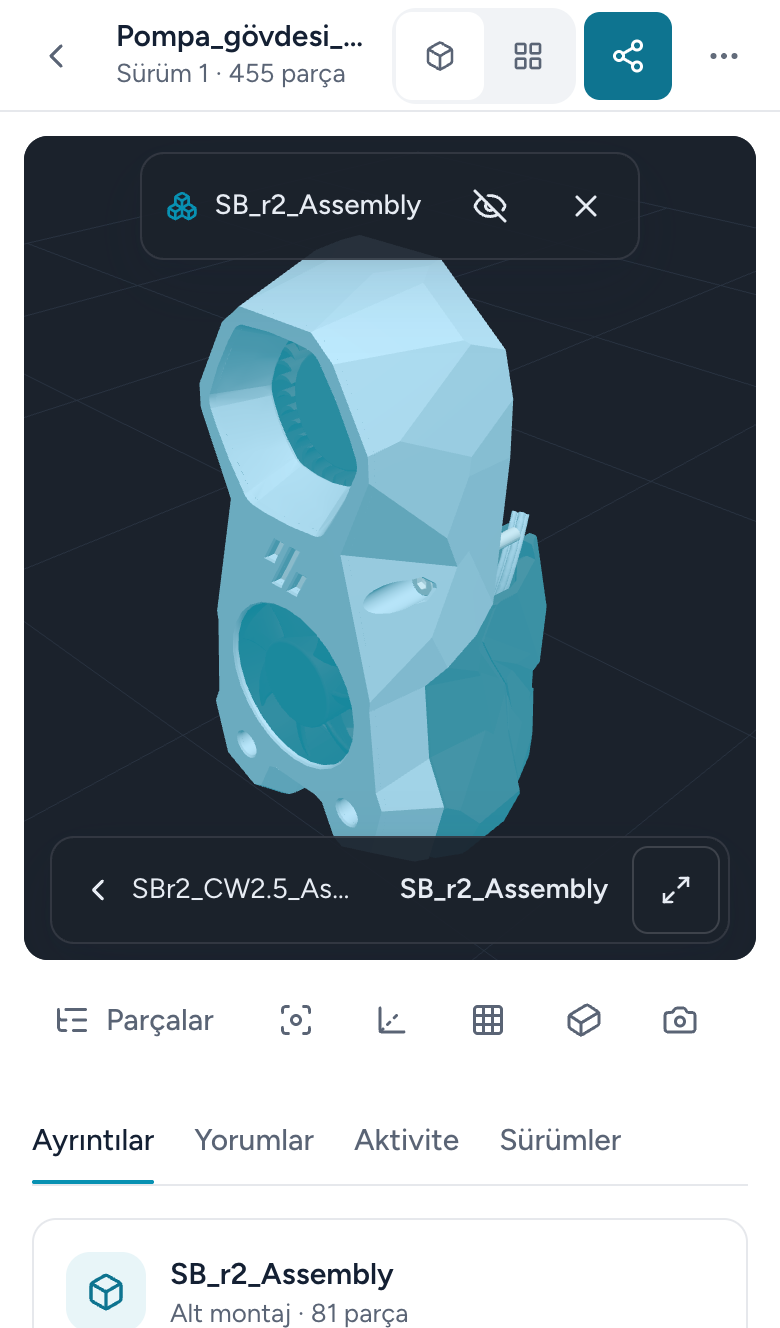 Pompa_gövdesi_...
Sürüm 1 · 455 parça
SB_r2_Assembly
SBr2_CW2.5_As... SB_r2_Assembly
Parçalar
Ayrıntılar Yorumlar Aktivite Sürümler
SB_r2_Assembly
Alt montaj · 81 parça